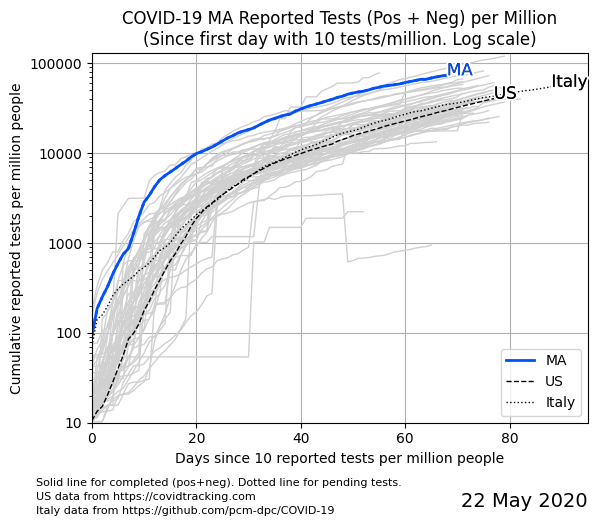 COVID-19 MA Reported Tests (Pos + Neg) per Million
(Since first day with 10 tests/million. Log scale)
Cumulative reported tests per million people
100000
10000
1000
100
10
MA
Italy
US
MA
US
Italy
0
20
40
60
80
Days since 10 reported tests per million people
Solid line for completed (pos+neg). Dotted line for pending tests.
US data from https://covidtracking.com
Italy data from https://github.com/pcm-dpc/COVID-19
22 May 2020